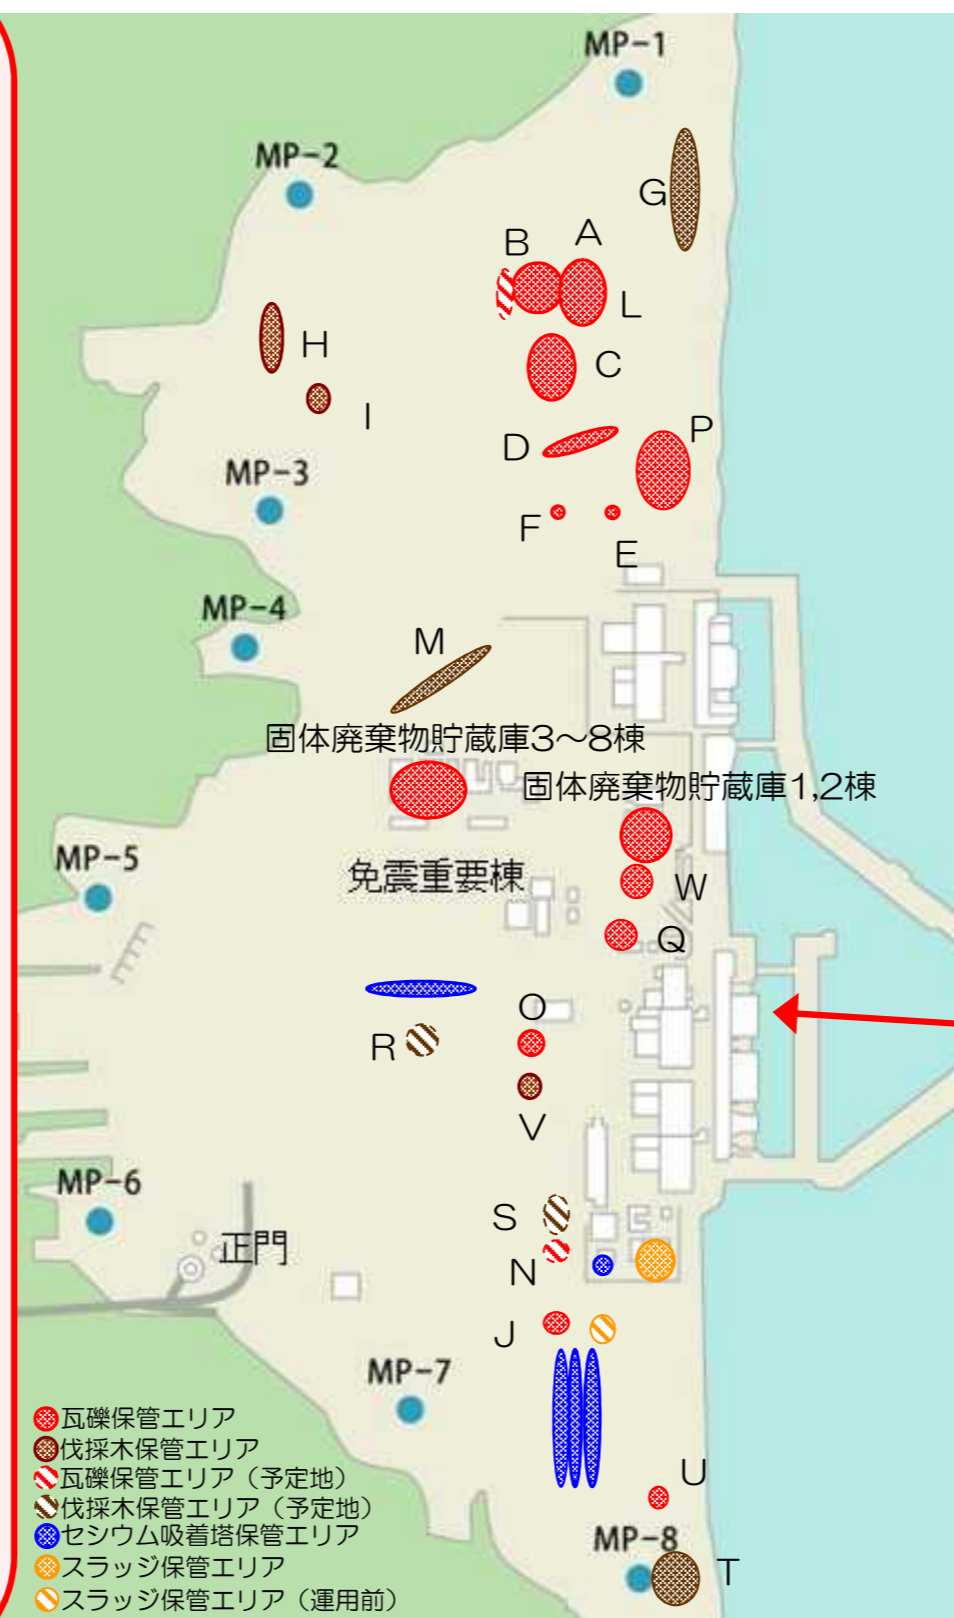 MP-1
MP-2
G
A
B
L
H
C
I
P
D
MP-3
F
E
MP-4
M
固体廃棄物貯蔵庫3～8棟
固体廃棄物貯蔵庫1,2棟
MP-5
免震重要棟
W
Q
O
R
V
MP-6
S
正門
N
J
MP-7
瓦礫保管エリア
伐採木保管エリア
瓦礫保管エリア（予定地）
伐採木保管エリア（予定地）
セシウム吸着塔保管エリア
スラッジ保管エリア
スラッジ保管エリア（運用前）
U
MP-8
T